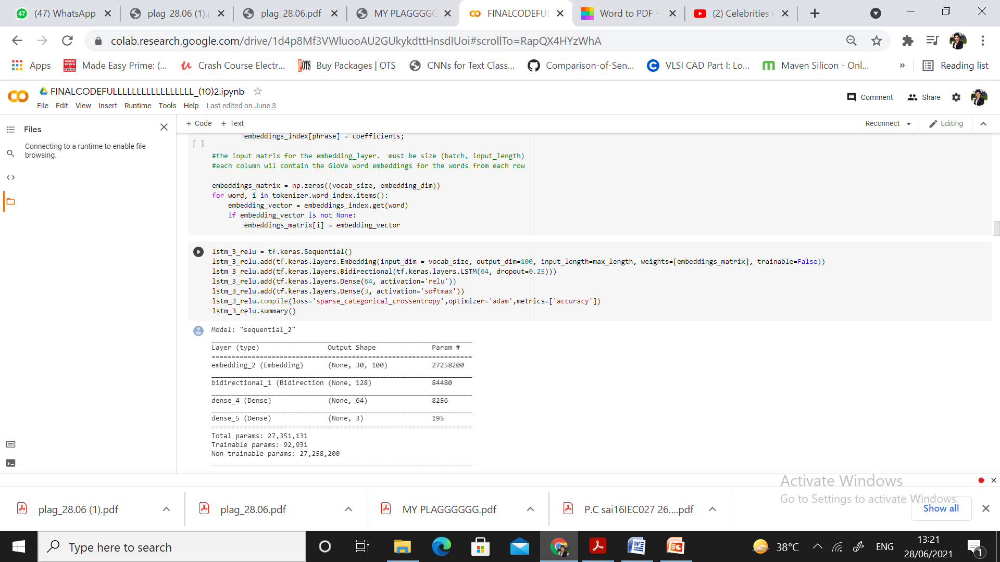 (47) WhatsApp
plag_28.06 (1).p
plag_28.06.pdf
MY PLAGGGGG
FINALCODEFUL
Word to PDF -
(2) Celebrities i
colab.research.google.com/drive/1d4p8Mf3VWluooAU2GUkykdttHnsdIUoi#scrollTo=RapQX4HYzWhA
Apps
MADE EASY PRIME
Made Easy Prime: (...
Crash Course Electr...
OTS
Buy Packages | OTS
CNNs for Text Class...
Comparison-of-Sen...
VLSI CAD Part I: Lo...
Maven Silicon - Onl...
»
Reading list
FINALCODEFULLLLLLLLLLLLLLLLL_(10)2.ipynb
Comment
Share
File Edit View Insert Runtime Tools Help Last edited on June 3
Files
Connecting to a runtime to enable file
browsing.
+ Code + Text
Reconnect
Editing
embeddings_index[phrase] = coefficients;
[ ]
#the input matrix for the embedding_layer.  must be size (batch, input_length)
#each column wil contain the GloVe word embeddings for the words from each row
embeddings_matrix = np.zeros((vocab_size, embedding_dim))
for word, i in tokenizer.word_index.items():
embedding_vector = embeddings_index.get(word)
if embedding_vector is not None:
embeddings_matrix[i] = embedding_vector
lstm_3_relu = tf.keras.Sequential()
lstm_3_relu.add(tf.keras.layers.Embedding(input_dim = vocab_size, output_dim=100, input_length=max_length, weights=[embeddings_matrix], trainable=False))
lstm_3_relu.add(tf.keras.layers.Bidirectional(tf.keras.layers.LSTM(64, dropout=0.25)))
lstm_3_relu.add(tf.keras.layers.Dense(64, activation='relu'))
lstm_3_relu.add(tf.keras.layers.Dense(3, activation='softmax'))
lstm_3_relu.compile(loss='sparse_categorical_crossentropy',optimizer='adam',metrics=['accuracy'])
lstm_3_relu.summary()
Model: "sequential_2"
Layer (type) Output Shape Param #
embedding_2 (Embedding) (None, 30, 100) 27258200
bidirectional_1 (Bidirection (None, 128) 84480
dense_4 (Dense) (None, 64) 8256
dense_5 (Dense) (None, 3) 195
Total params: 27,351,131
Trainable params: 92,931
Non-trainable params: 27,258,200
Activate Windows
Go to Settings to activate Windows.
plag_28.06 (1).pdf
plag_28.06.pdf
MY PLAGGGGGG.pdf
P.C sai16IEC027 26....pdf
Show all
Type here to search
38°C
ENG
13:21
28/06/2021
1